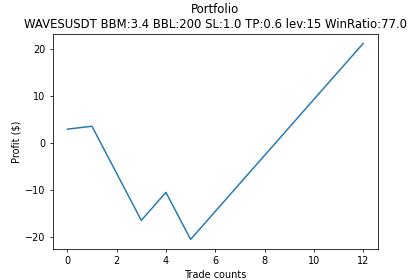 Portfolio
WAVESUSDT BBM:3.4 BBL:200 SL:1.0 TP:0.6 lev:15 WinRatio:77.0
20
10
0
−10
−20
Profit ($)
0 2 4 6 8 10 12
Trade counts